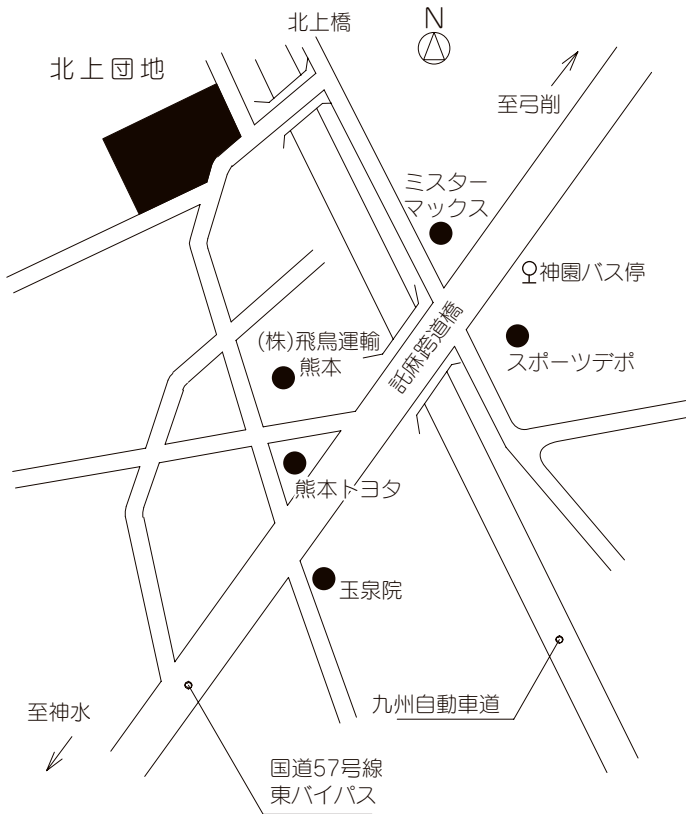 北上橋
N
北上団地
至弓削
ミスター
マックス
神園バス停
託麻跨道橋
(株)飛鳥運輸
熊本
スポーツデポ
熊本トヨタ
玉泉院
九州自動車道
至神水
国道57号線
東バイパス